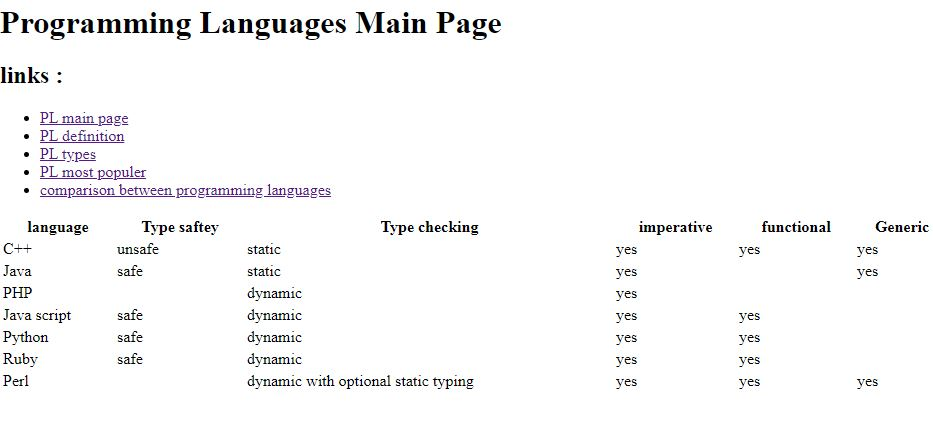 Programming Languages Main Page
links :
PL main page
PL definition
PL types
PL most populer
comparison between programming languages
language Type saftey Type checking imperative functional Generic
C++ unsafe static yes yes yes
Java safe static yes yes
PHP dynamic yes
Java script safe dynamic yes yes
Python safe dynamic yes yes
Ruby safe dynamic yes yes
Perl dynamic with optional static typing yes yes yes